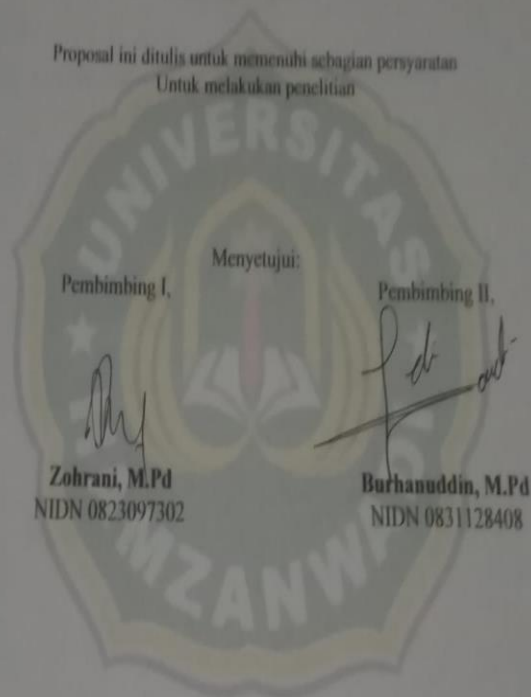 Proposal ini ditulis untuk memenuhi sebagian persyaratan
Untuk melakukan penelitian
UNIVERSITAS
Menyetujui:
Pembimbing I,
Pembimbing II,
Zohrani, M.Pd
Burhanuddin, M.Pd
NIDN 0823097302
NIDN 0831128408